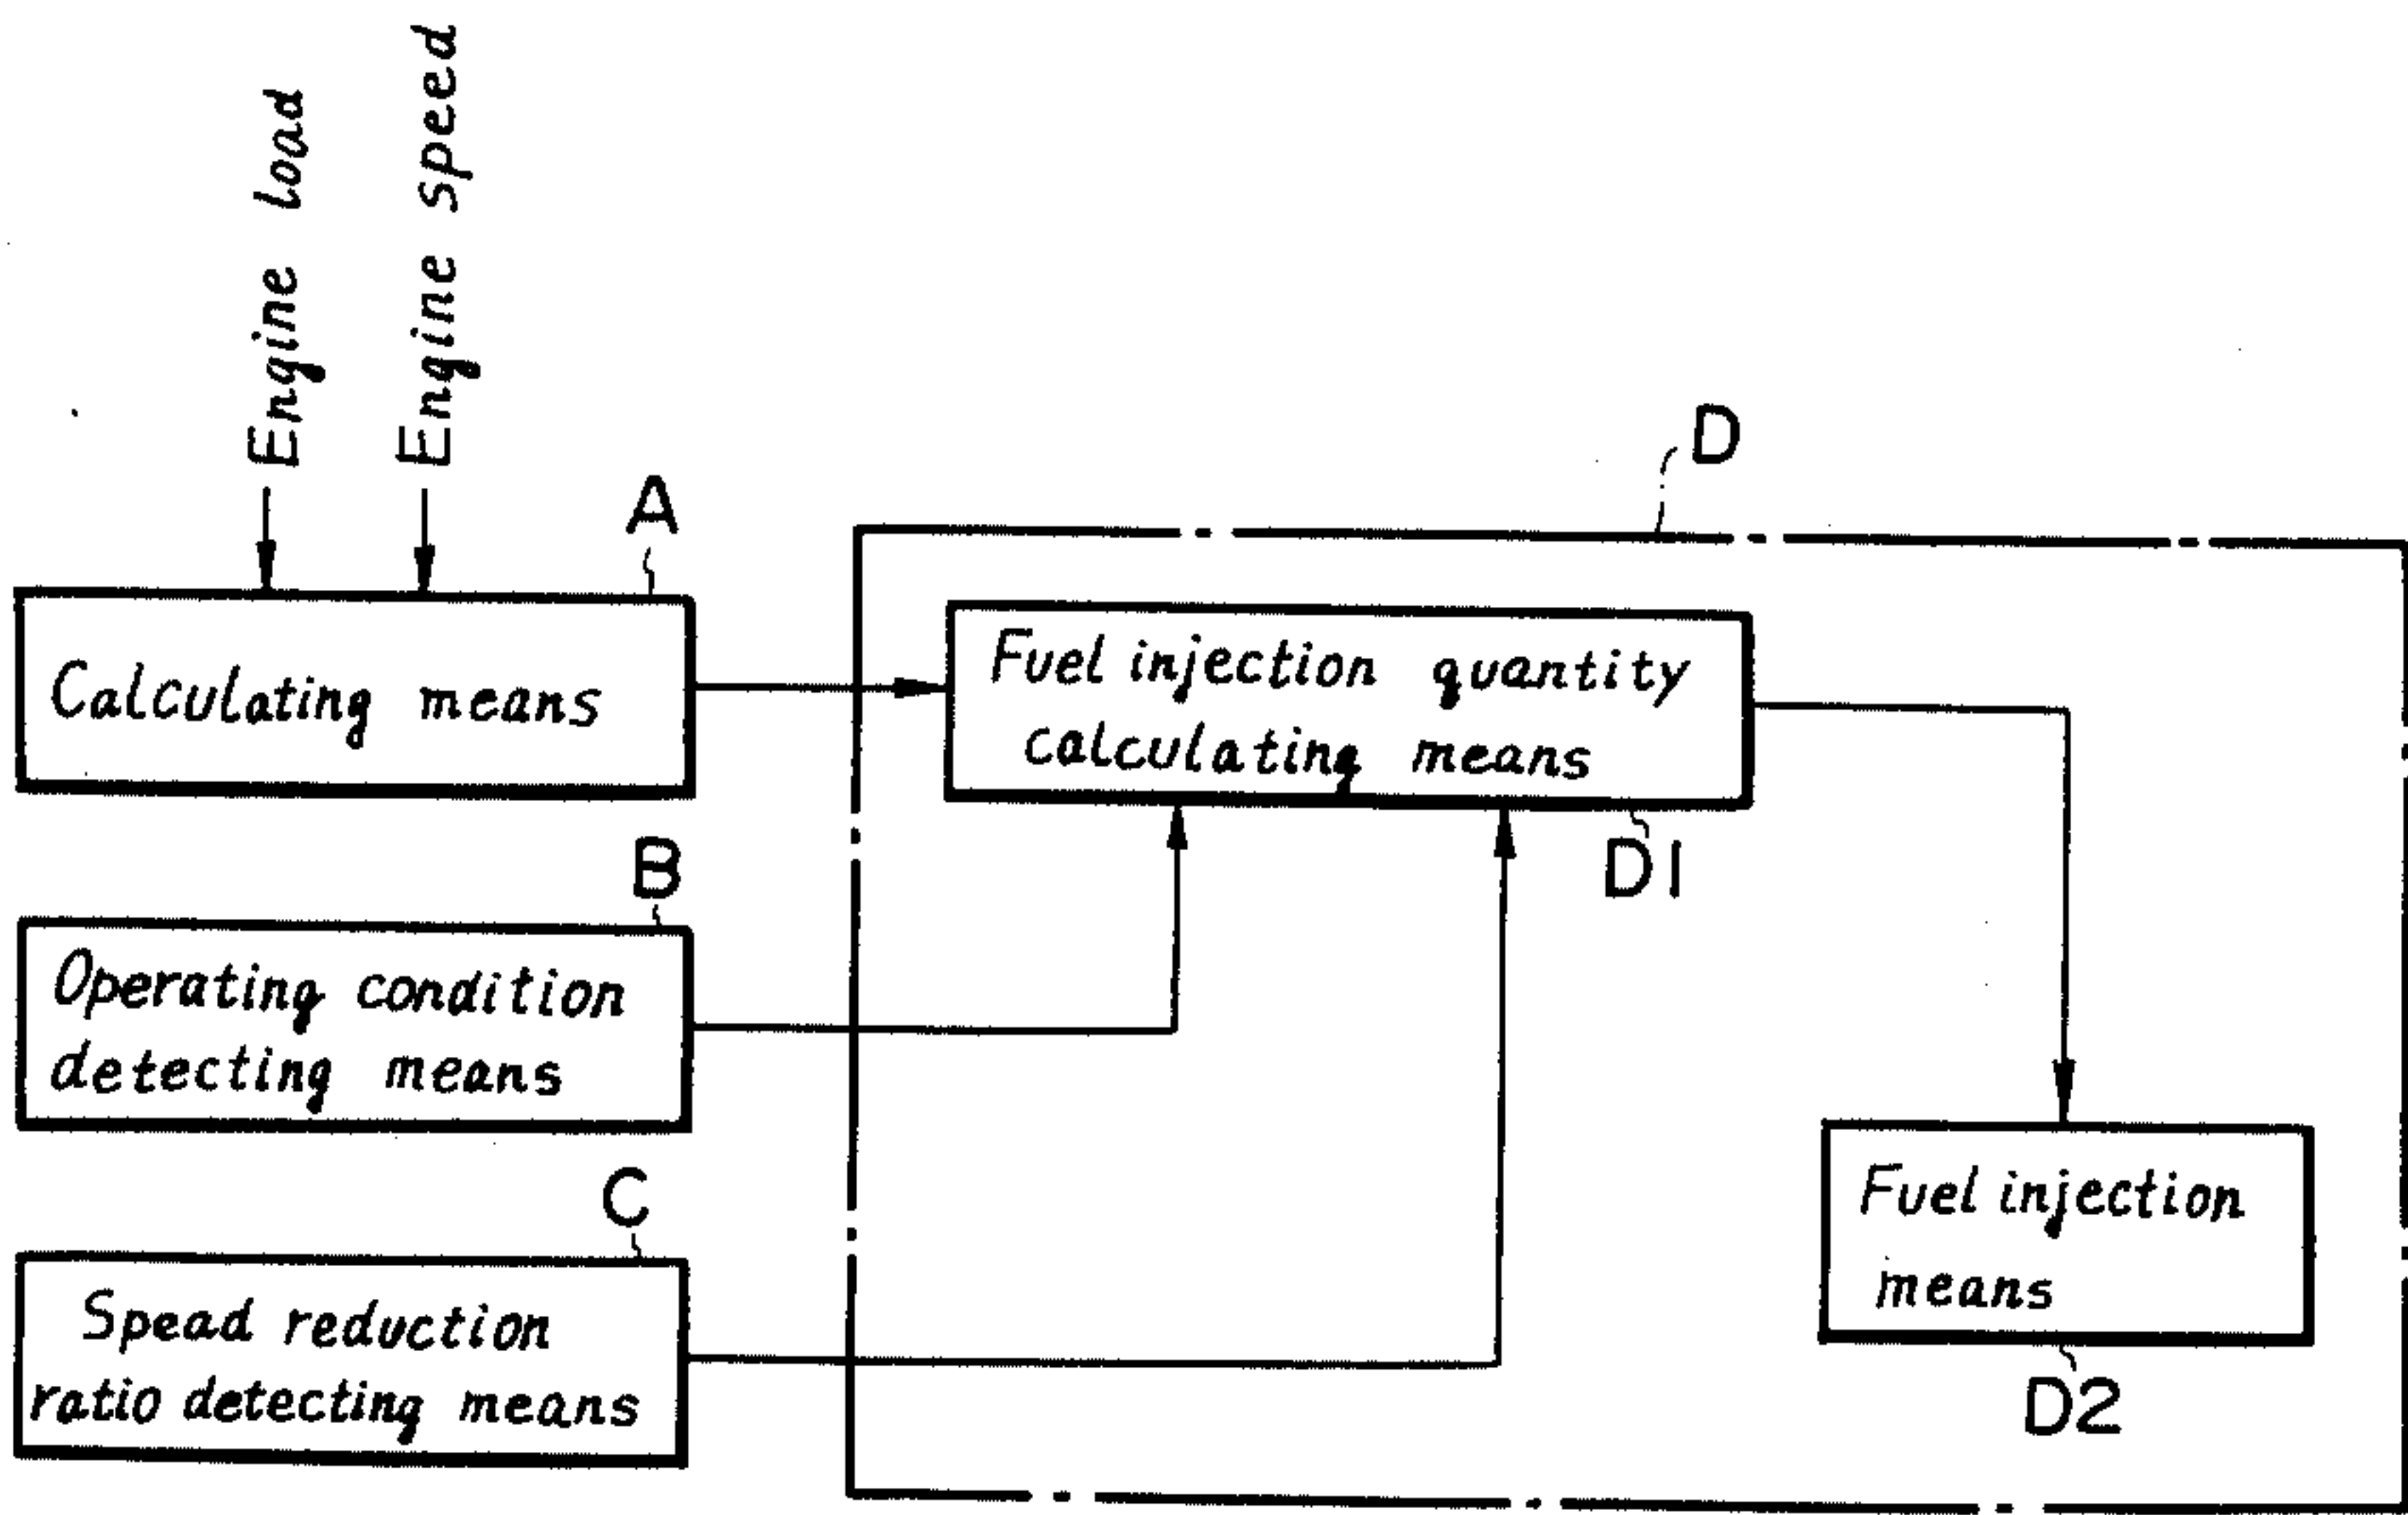 Engine load
Engine speed
A
Calculating means
B
Operating condition
detecting means
C
Spead reduction
ratio detecting means
D
Fuel injection quantity
calculating means
D1
Fuel injection
means
D2